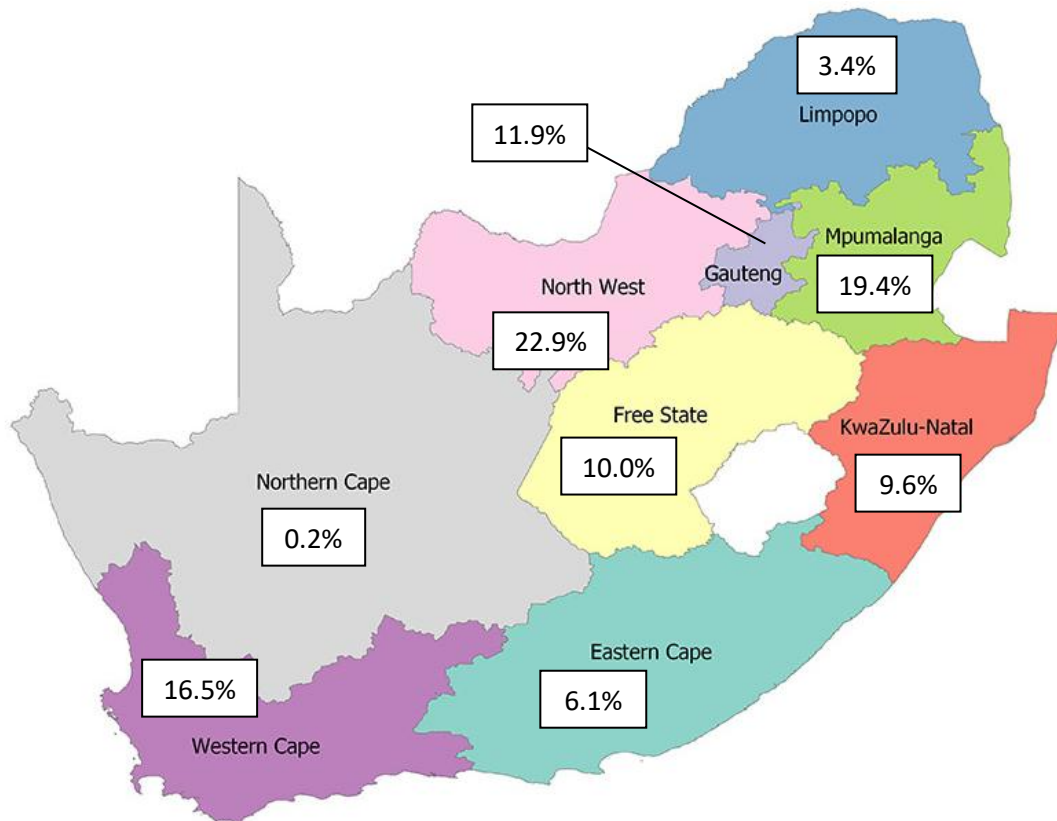 3.4%
Limpopo
11.9%
Mpumalanga
Gauteng
19.4%
North West
22.9%
Free State
KwaZulu-Natal
10.0%
9.6%
Northern Cape
0.2%
Eastern Cape
16.5%
6.1%
Western Cape